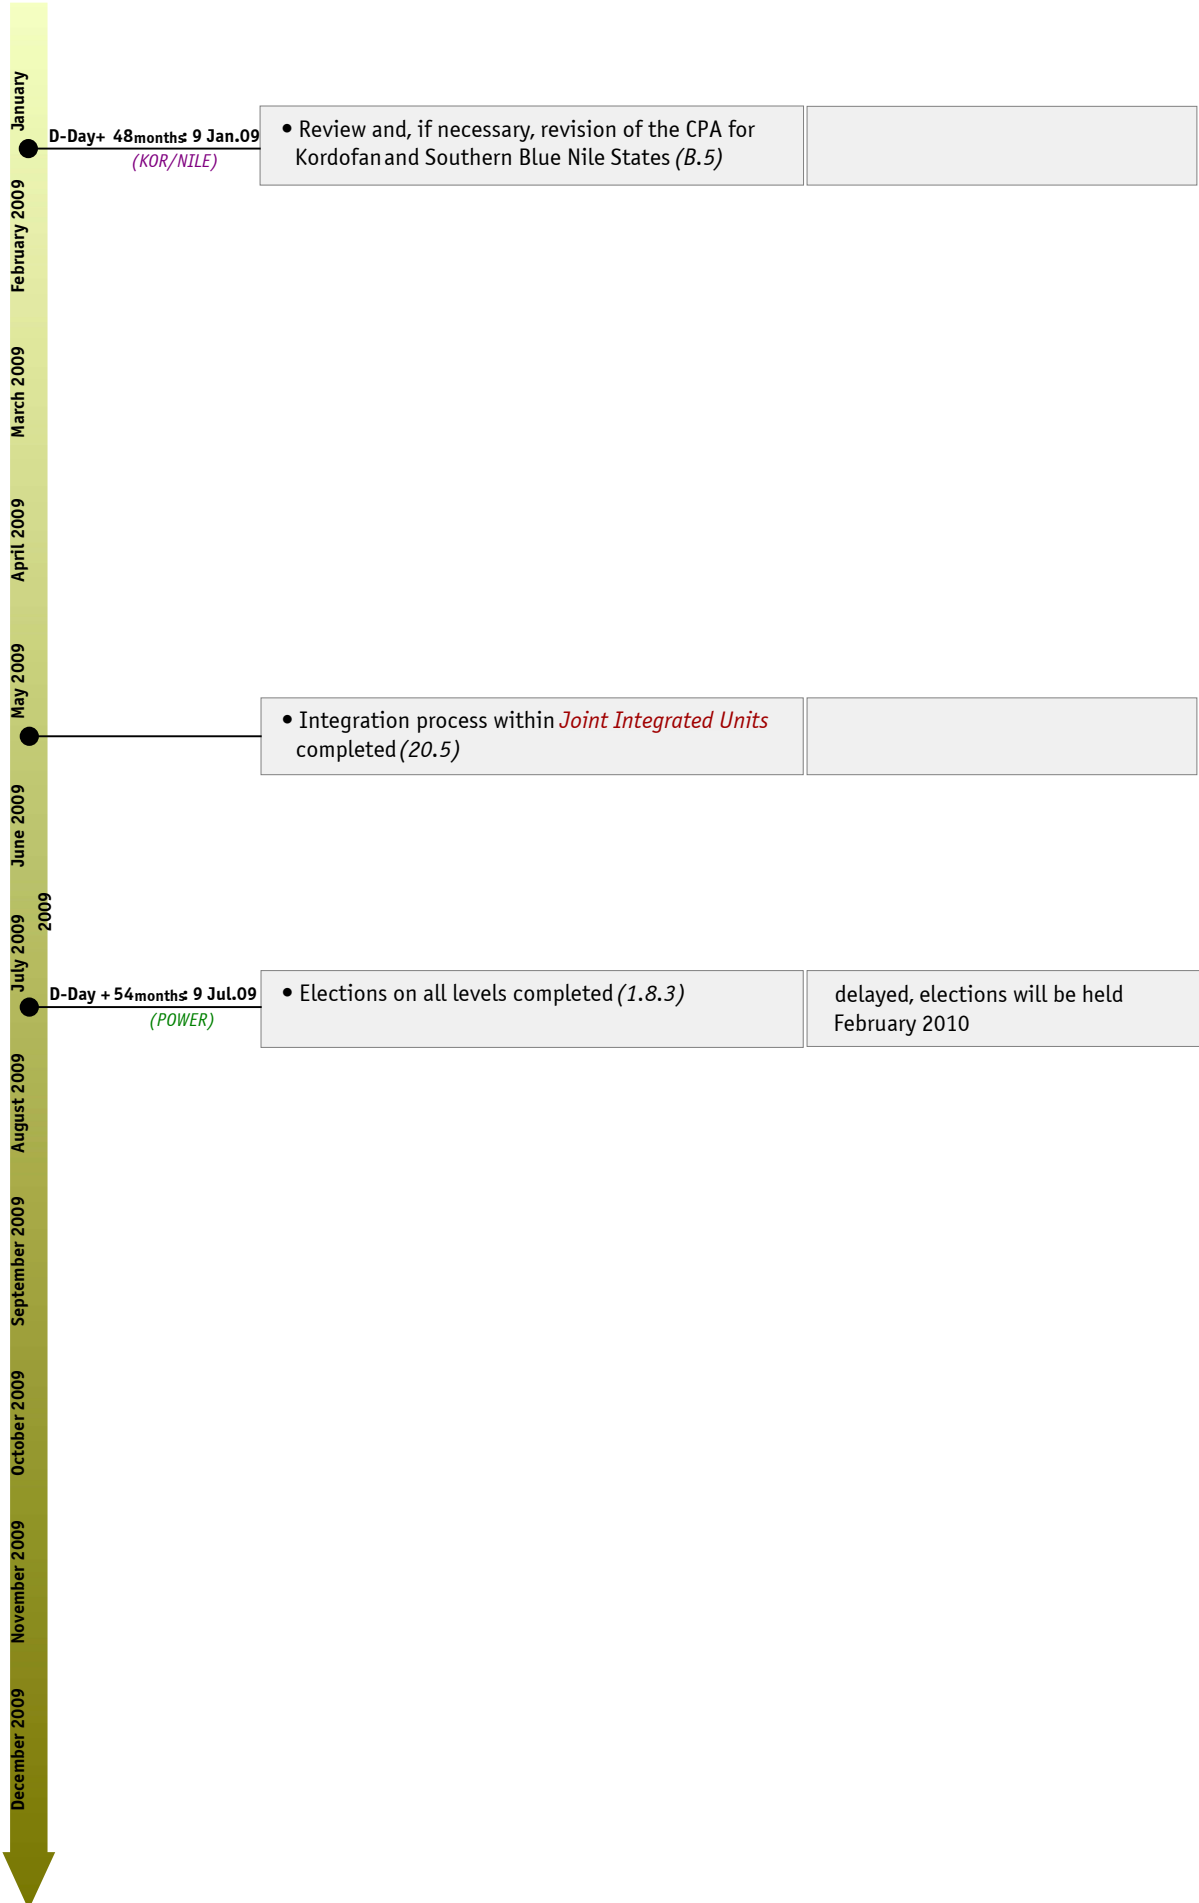 January
D-Day+ 48months: 9 Jan.09
(KOR/NILE)
• Review and, if necessary, revision of the CPA for
Kordofan and Southern Blue Nile States (B.5)
February 2009
March 2009
April 2009
May 2009
• Integration process within Joint Integrated Units
completed (20.5)
June 2009
2009
July 2009
D-Day + 54months: 9 Jul.09
(POWER)
• Elections on all levels completed (1.8.3)
delayed, elections will be held
February 2010
August 2009
September 2009
October 2009
November 2009
December 2009